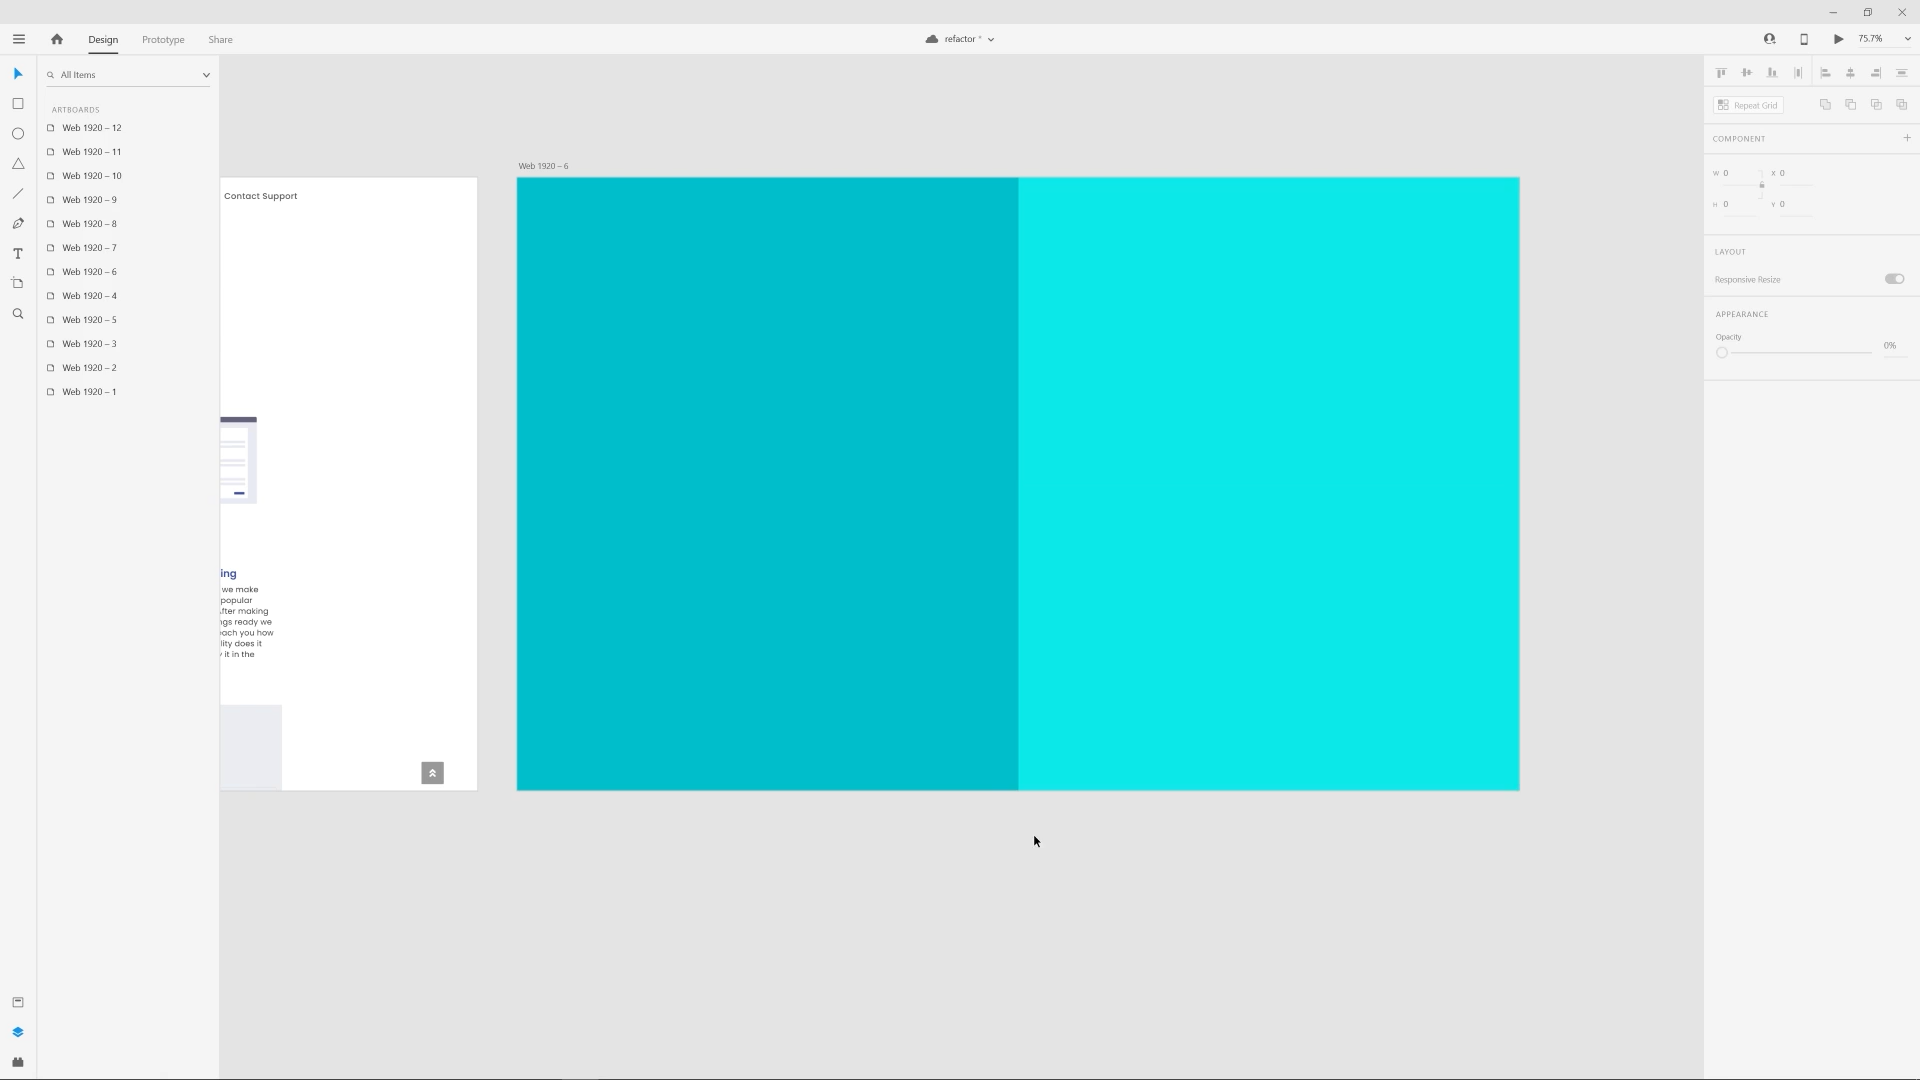 Design
Prototype
Share
refactor *
75.7%
All Items
ARTBOARDS
Web 1920 – 12
Web 1920 – 11
Web 1920 – 10
Web 1920 – 9
Web 1920 – 8
Web 1920 – 7
Web 1920 – 6
Web 1920 – 4
Web 1920 – 5
Web 1920 – 3
Web 1920 – 2
Web 1920 – 1
Contact Support
ing
we make
popular
fter making
ngs ready we
each you how
lity does it
it in the
Web 1920 – 6
Repeat Grid
COMPONENT
W 0 X 0
H 0 Y 0
LAYOUT
Responsive Resize
APPEARANCE
Opacity
0%